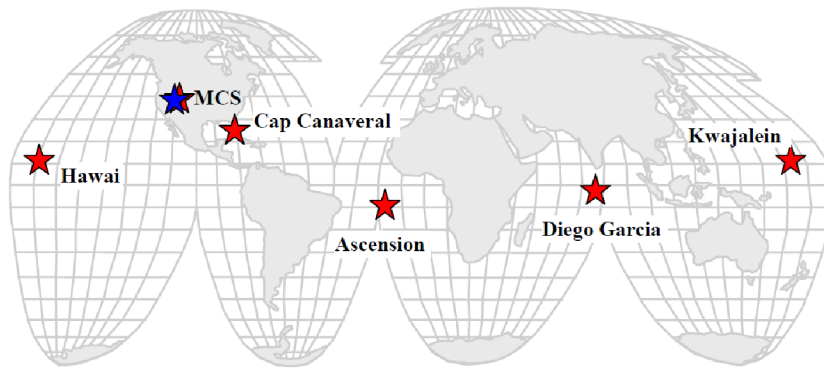 MCS
Cap Canaveral
Kwajalein
Hawai
Ascension
Diego Garcia